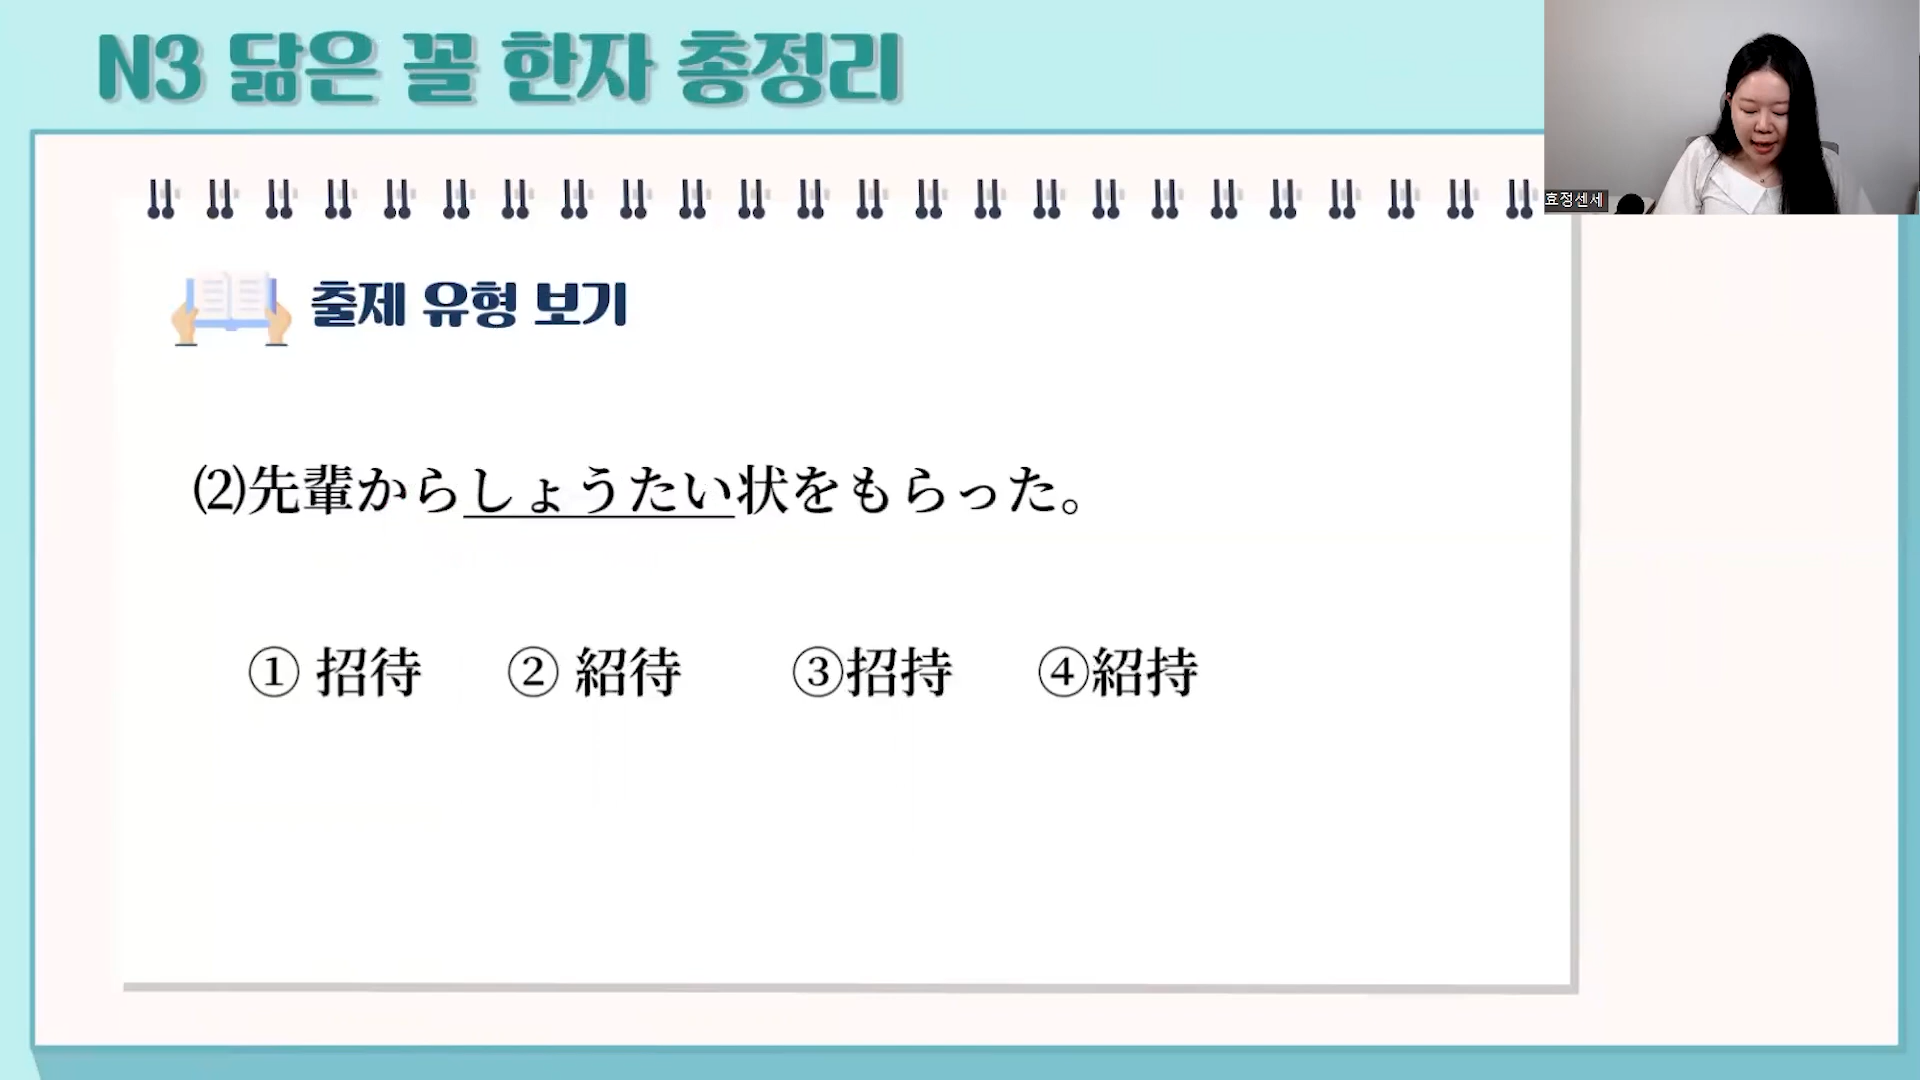 N3 닮은 꼴 한자 총정리
효정센세
출제 유형 보기
⑵先輩からしょうたい状をもらった。
① 招待 ② 紹待 ③招持 ④紹持